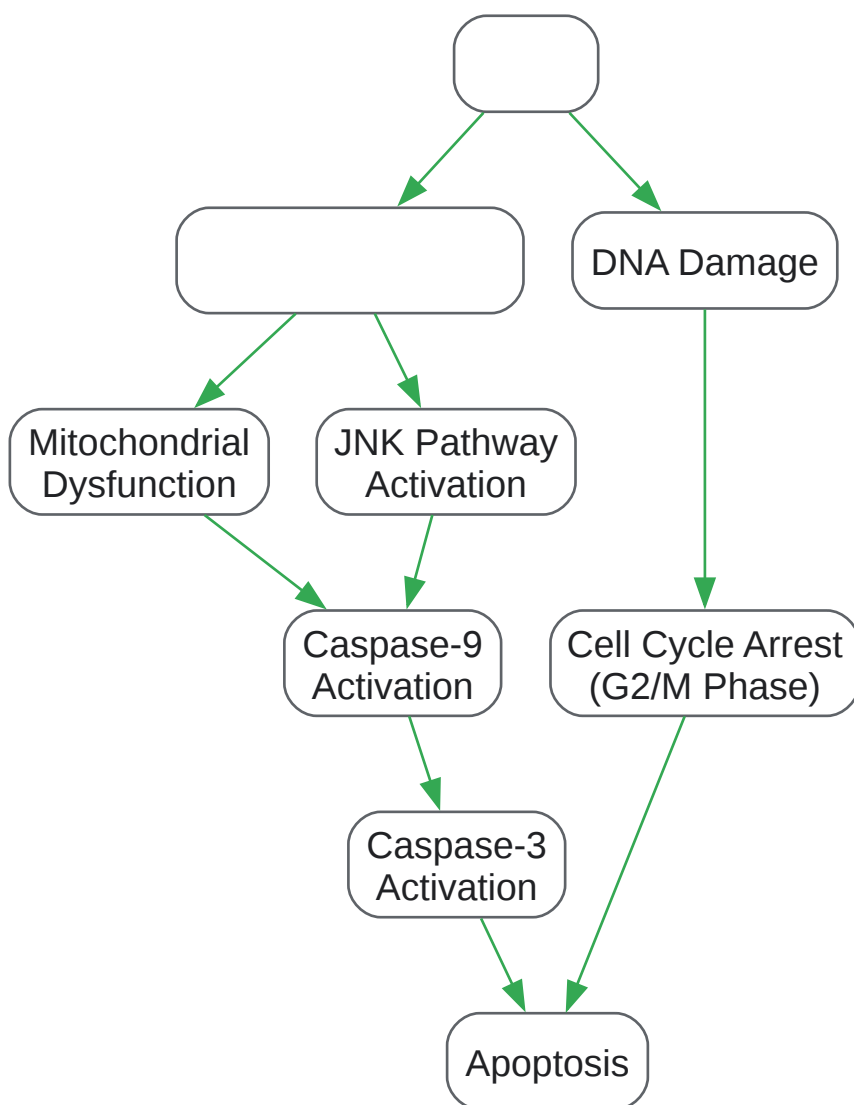 DNA Damage
Mitochondrial
Dysfunction
JNK Pathway
Activation
Caspase-9
Activation
Cell Cycle Arrest
(G2/M Phase)
Caspase-3
Activation
Apoptosis